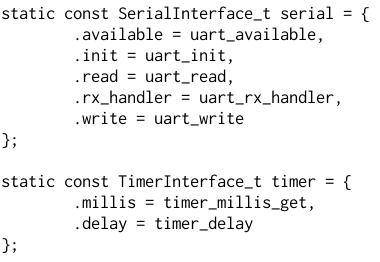 static const SerialInterface_t serial = {
        .available = uart_available,
        .init = uart_init,
        .read = uart_read,
        .rx_handler = uart_rx_handler,
        .write = uart_write
};

static const TimerInterface_t timer = {
        .millis = timer_millis_get,
        .delay = timer_delay
};